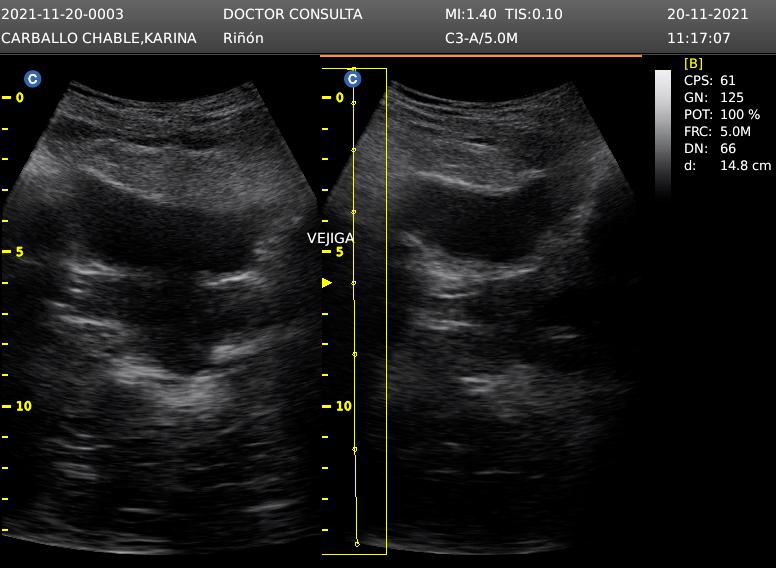 2021-11-20-0003 DOCTOR CONSULTA MI:1.40 TIS:0.10 20-11-2021
CARBALLO CHABLE,KARINA Riñón C3-A/5.0M 11:17:07
[B]
C C
CPS: 61
0 0
GN: 125
POT: 100 %
FRC: 5.0M
DN: 66
d: 14.8 cm
VEJIGA
5 5
10 10